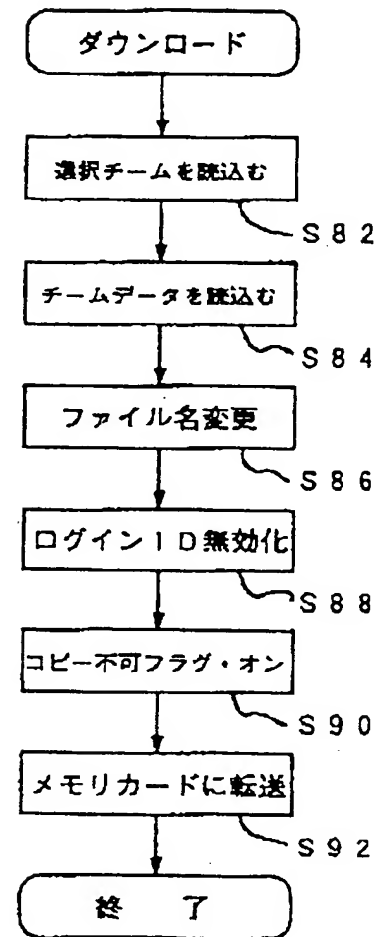 ダウンロード
選択チームを読込む
S82
チームデータを読込む
S84
ファイル名変更
S86
ログインID無効化
S88
コピー不可フラグ・オン
S90
メモリカードに転送
S92
終 了